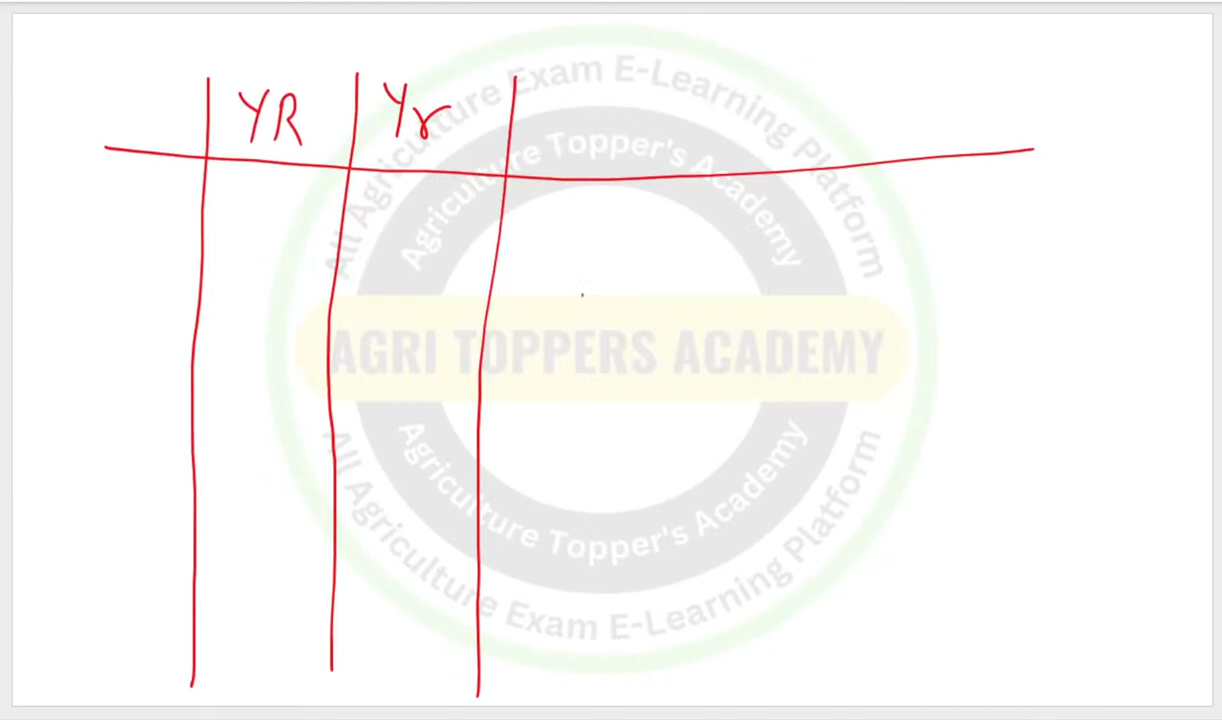 YR Yr
All Agriculture Exam E-Learning Platform
Agriculture Topper's Academy
AGRI TOPPERS ACADEMY
Agriculture Topper's Academy
All Agriculture Exam E-Learning Platform